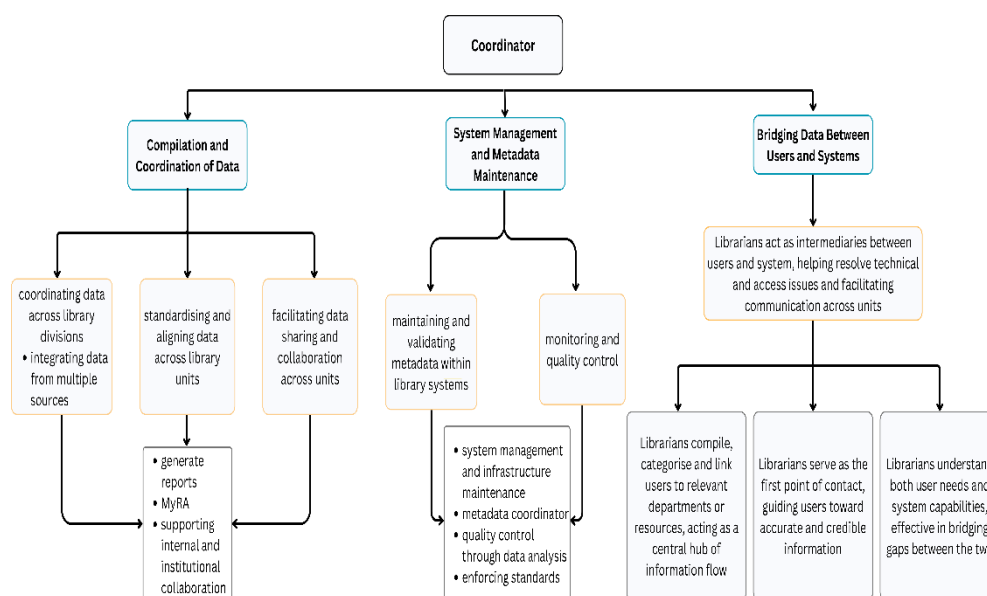 Coordinator
Compilation and
Coordination of Data
System Management
and Metadata
Maintenance
Bridging Data Between
Users and Systems
Librarians act as intermediaries between
users and system, helping resolve technical
and access issues and facilitating
communication across units
coordinating data
across library
divisions
• integrating data
from multiple
sources
standardising and
aligning data
across library
units
facilitating data
sharing and
collaboration
across units
maintaining and
validating
metadata within
library systems
monitoring and
quality control
• generate
reports
• MyRA
• supporting
internal and
institutional
collaboration
• system management
and infrastructure
maintenance
• metadata coordinator
• quality control
through data analysis
• enforcing standards
Librarians compile,
categorise and link
users to relevant
departments or
resources, acting as a
central hub of
information flow
Librarians serve as the
first point of contact,
guiding users toward
accurate and credible
information
Librarians understan
both user needs an
system capabilities,
effective in bridging
gaps between the tw